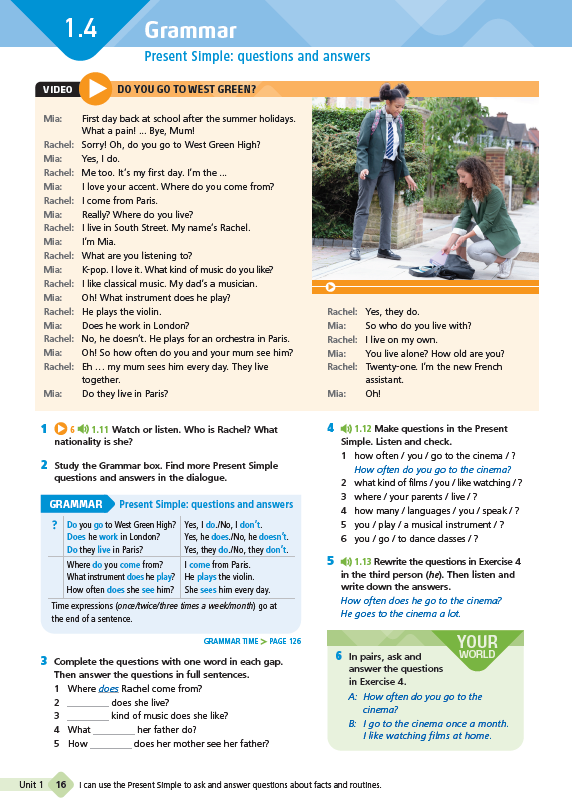 1.4
Grammar
Present Simple: questions and answers
VIDEO
DO YOU GO TO WEST GREEN?
Mia: First day back at school after the summer holidays.
What a pain! ... Bye, Mum!
Rachel: Sorry! Oh, do you go to West Green High?
Mia: Yes, I do.
Rachel: Me too. It's my first day. I'm the ...
Mia: I love your accent. Where do you come from?
Rachel: I come from Paris.
Mia: Really? Where do you live?
Rachel: I live in South Street. My name's Rachel.
Mia: I'm Mia.
Rachel: What are you listening to?
Mia: K-pop. I love it. What kind of music do you like?
Rachel: I like classical music. My dad's a musician.
Mia: Oh! What instrument does he play?
Rachel: He plays the violin.
Mia: Does he work in London?
Rachel: No, he doesn't. He plays for an orchestra in Paris.
Mia: Oh! So how often do you and your mum see him?
Rachel: Eh ... my mum sees him every day. They live
together.
Mia: Do they live in Paris?
Rachel: Yes, they do.
Mia: So who do you live with?
Rachel: I live on my own.
Mia: You live alone? How old are you?
Rachel: Twenty-one. I'm the new French
assistant.
Mia: Oh!
1 6 1.11 Watch or listen. Who is Rachel? What
nationality is she?
2 Study the Grammar box. Find more Present Simple
questions and answers in the dialogue.
GRAMMAR Present Simple: questions and answers
? Do you go to West Green High? Yes, I do./No, I don't.
Does he work in London? Yes, he does./No, he doesn't.
Do they live in Paris? Yes, they do./No, they don't.
Where do you come from? I come from Paris.
What instrument does he play? He plays the violin.
How often does she see him? She sees him every day.
Time expressions (once/twice/three times a week/month) go at
the end of a sentence.
GRAMMAR TIME > PAGE 126
3 Complete the questions with one word in each gap.
Then answer the questions in full sentences.
1 Where does Rachel come from?
2 ________ does she live?
3 ________ kind of music does she like?
4 What ________ her father do?
5 How ________ does her mother see her father?
4 1.12 Make questions in the Present
Simple. Listen and check.
1 how often / you / go to the cinema / ?
How often do you go to the cinema?
2 what kind of films / you / like watching / ?
3 where / your parents / live / ?
4 how many / languages / you / speak / ?
5 you / play / a musical instrument / ?
6 you / go / to dance classes / ?
5 1.13 Rewrite the questions in Exercise 4
in the third person (he). Then listen and
write down the answers.
How often does he go to the cinema?
He goes to the cinema a lot.
YOUR
WORLD
6 In pairs, ask and
answer the questions
in Exercise 4.
A: How often do you go to the
cinema?
B: I go to the cinema once a month.
I like watching films at home.
Unit 1 16 I can use the Present Simple to ask and answer questions about facts and routines.